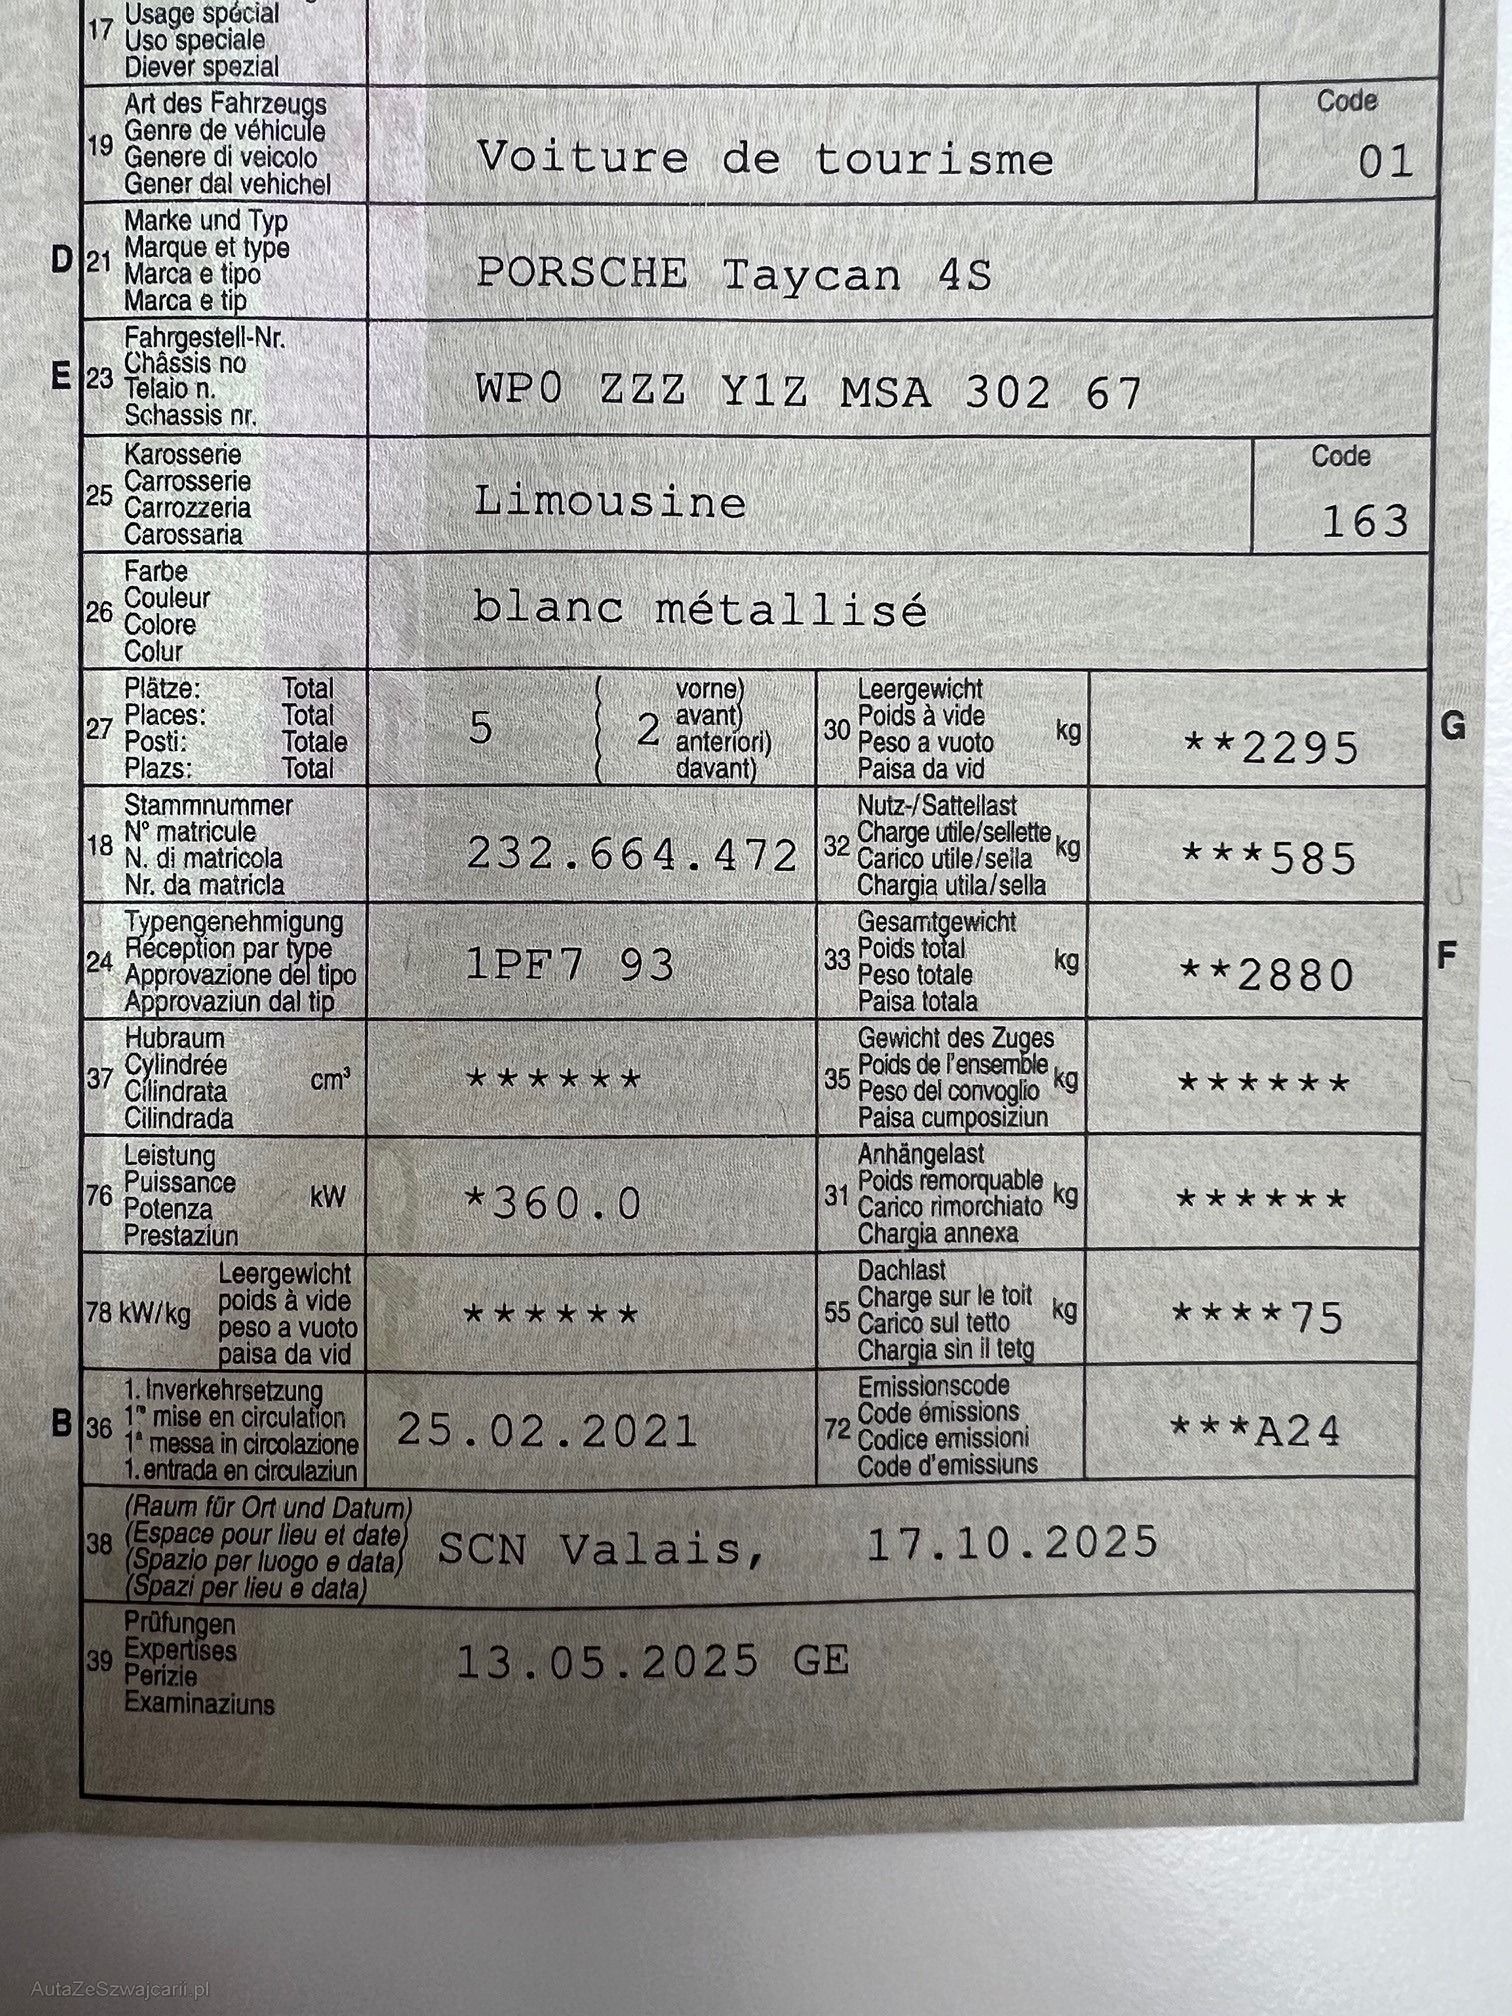 17 Usage spécial
Uso speciale
Diever spezial
19 Art des Fahrzeugs
Genre de véhicule
Genere di veicolo
Gener dal vehichel
Voiture de tourisme
Code
01
D 21 Marke und Typ
Marque et type
Marca e tipo
Marca e tip
PORSCHE Taycan 4S
E 23 Fahrgestell-Nr.
Châssis no
Telaio n.
Schassis nr.
WP0 ZZZ Y1Z MSA 302 67
25 Karosserie
Carrosserie
Carrozzeria
Carossaria
Limousine
Code
163
26 Farbe
Couleur
Colore
Colur
blanc métallisé
27 Plätze: Total
Places: Total
Posti: Totale
Plazs: Total
5 ( 2 vorne)
avant)
anteriori)
davant)
30 Leergewicht
Poids à vide kg
Peso a vuoto
Paisa da vid
**2295
G
18 Stammnummer
N° matricule
N. di matricola
Nr. da matricla
232.664.472
32 Nutz-/Sattellast
Charge utile/sellette kg
Carico utile/sella
Chargia utila/sella
***585
24 Typengenehmigung
Réception par type
Approvazione del tipo
Approvaziun dal tip
1PF7 93
33 Gesamtgewicht
Poids total kg
Peso totale
Paisa totala
**2880
F
37 Hubraum
Cylindrée
Cilindrata cm³
Cilindrada
******
35 Gewicht des Zuges
Poids de l'ensemble kg
Peso del convoglio
Paisa cumposiziun
******
76 Leistung
Puissance kW
Potenza
Prestaziun
*360.0
31 Anhängelast
Poids remorquable kg
Carico rimorchiato
Chargia annexa
******
78 kW/kg Leergewicht
poids à vide
peso a vuoto
paisa da vid
******
55 Dachlast
Charge sur le toit kg
Carico sul tetto
Chargia sin il tetg
****75
B 36 1. Inverkehrsetzung
1re mise en circulation
1a messa in circolazione
1. entrada en circulaziun
25.02.2021
72 Emissionscode
Code émissions
Codice emissioni
Code d'emissiuns
***A24
38 (Raum für Ort und Datum)
(Espace pour lieu et date)
(Spazio per luogo e data)
(Spazi per lieu e data)
SCN Valais, 17.10.2025
39 Prüfungen
Expertises
Perizie
Examinaziuns
13.05.2025 GE
AutaZeSzwajcarii.pl